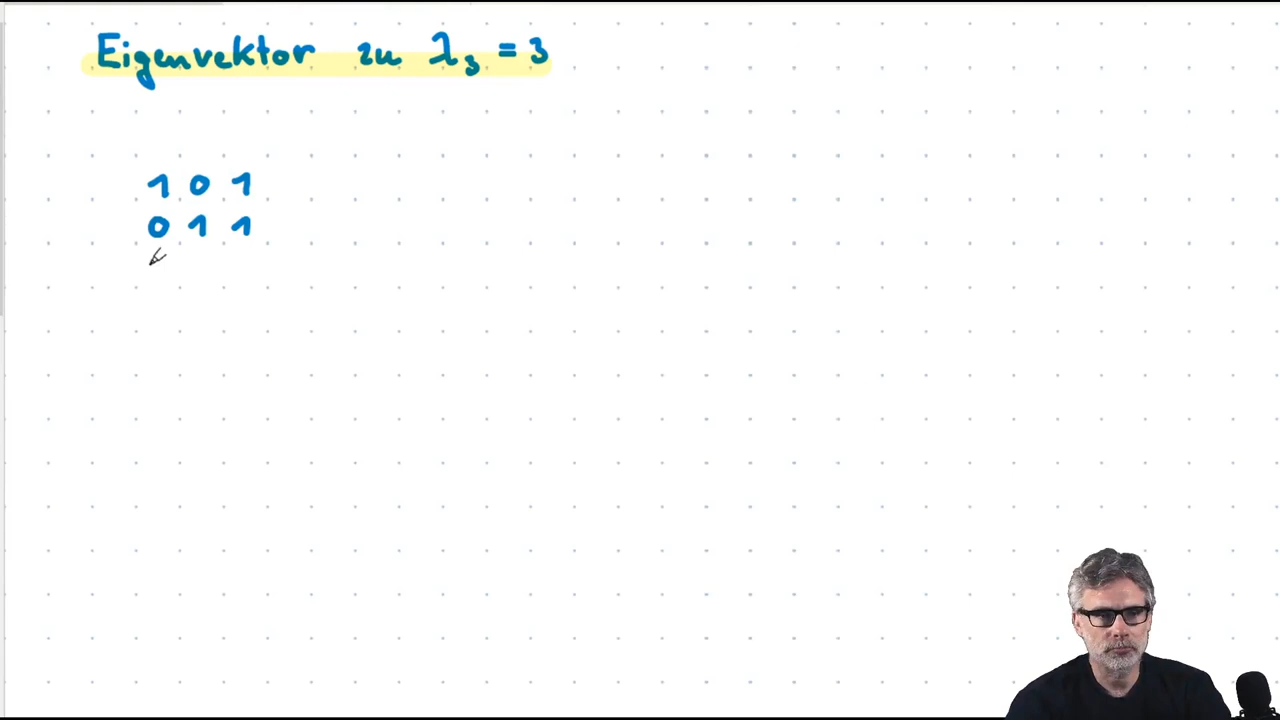 Eigenvektor zu λ₃ = 3
1 0 1
0 1 1